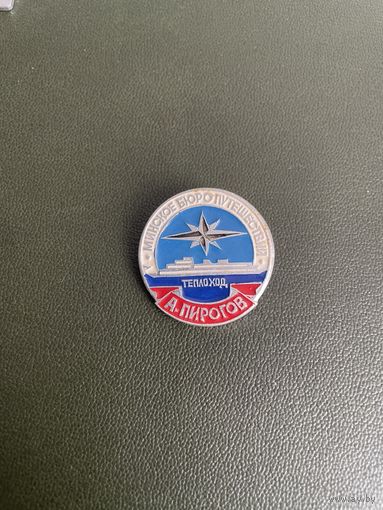 · МИНСКОЕ БЮРО ПУТЕШЕСТВИЙ ·
ТЕПЛОХОД
А. ПИРОГОВ